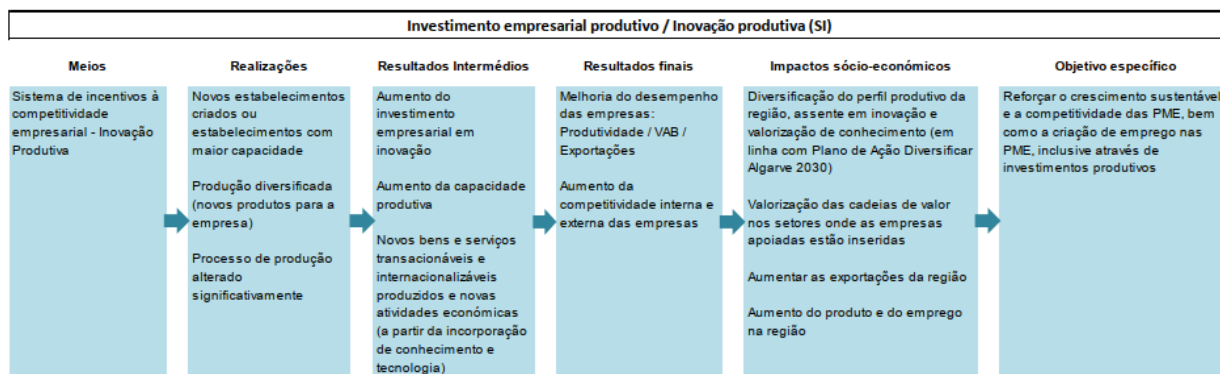 Investimento empresarial produtivo / Inovação produtiva (SI)
Meios
Sistema de incentivos à
competitividade
empresarial - Inovação
Produtiva
Realizações
Novos estabelecimentos
criados ou
estabelecimentos com
maior capacidade
Produção diversificada
(novos produtos para a
empresa)
Processo de produção
alterado
significativamente
Resultados Intermédios
Aumento do
investimento
empresarial em
inovação
Aumento da capacidade
produtiva
Novos bens e serviços
transacionáveis e
internacionalizáveis
produzidos e novas
atividades económicas
(a partir da incorporação
de conhecimento e
tecnologia)
Resultados finais
Melhoria do desempenho
das empresas:
Produtividade / VAB /
Exportações
Aumento da
competitividade interna e
externa das empresas
Impactos sócio-económicos
Diversificação do perfil produtivo da
região, assente em inovação e
valorização de conhecimento (em
linha com Plano de Ação Diversificar
Algarve 2030)
Valorização das cadeias de valor
nos setores onde as empresas
apoiadas estão inseridas
Aumentar as exportações da região
Aumento do produto e do emprego
na região
Objetivo específico
Reforçar o crescimento sustentável
e a competitividade das PME, bem
como a criação de emprego nas
PME, inclusive através de
investimentos produtivos